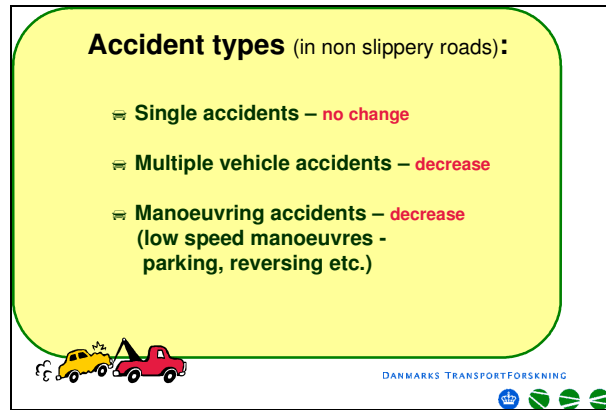 Accident types (in non slippery roads):
Single accidents – no change
Multiple vehicle accidents – decrease
Manoeuvring accidents – decrease
(low speed manoeuvres -
parking, reversing etc.)
DANMARKS TRANSPORTFORSKNING